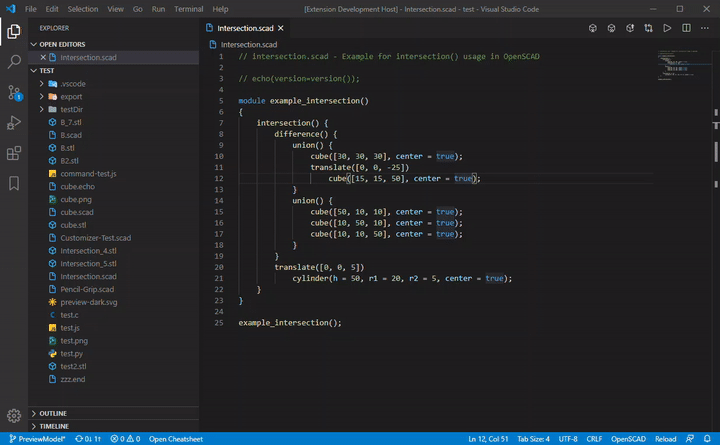 File Edit Selection View Go Run Terminal Help
[Extension Development Host] - Intersection.scad - test - Visual Studio Code
EXPLORER
OPEN EDITORS
Intersection.scad
TEST
.vscode
export
testDir
B_7.stl
B.scad
B.stl
B2.stl
command-test.js
cube.echo
cube.png
cube.scad
cube.stl
Customizer-Test.scad
Intersection_4.stl
Intersection_5.stl
Intersection.scad
Pencil-Grip.scad
preview-dark.svg
test.c
test.js
test.png
test.py
test2.stl
zzz.end
OUTLINE
TIMELINE
1
Intersection.scad
Intersection.scad
1 // intersection.scad - Example for intersection() usage in OpenSCAD
2
3 // echo(version=version());
4
5 module example_intersection()
6 {
7 intersection() {
8 difference() {
9 union() {
10 cube([30, 30, 30], center = true);
11 translate([0, 0, -25])
12 cube([15, 15, 50], center = true);
13 }
14 union() {
15 cube([50, 10, 10], center = true);
16 cube([10, 50, 10], center = true);
17 cube([10, 10, 50], center = true);
18 }
19 }
20 translate([0, 0, 5])
21 cylinder(h = 50, r1 = 20, r2 = 5, center = true);
22 }
23 }
24
25 example_intersection();
PreviewModel* 0↓ 1↑ 0 0 Open Cheatsheet
Ln 12, Col 51 Tab Size: 4 UTF-8 CRLF OpenSCAD Reload